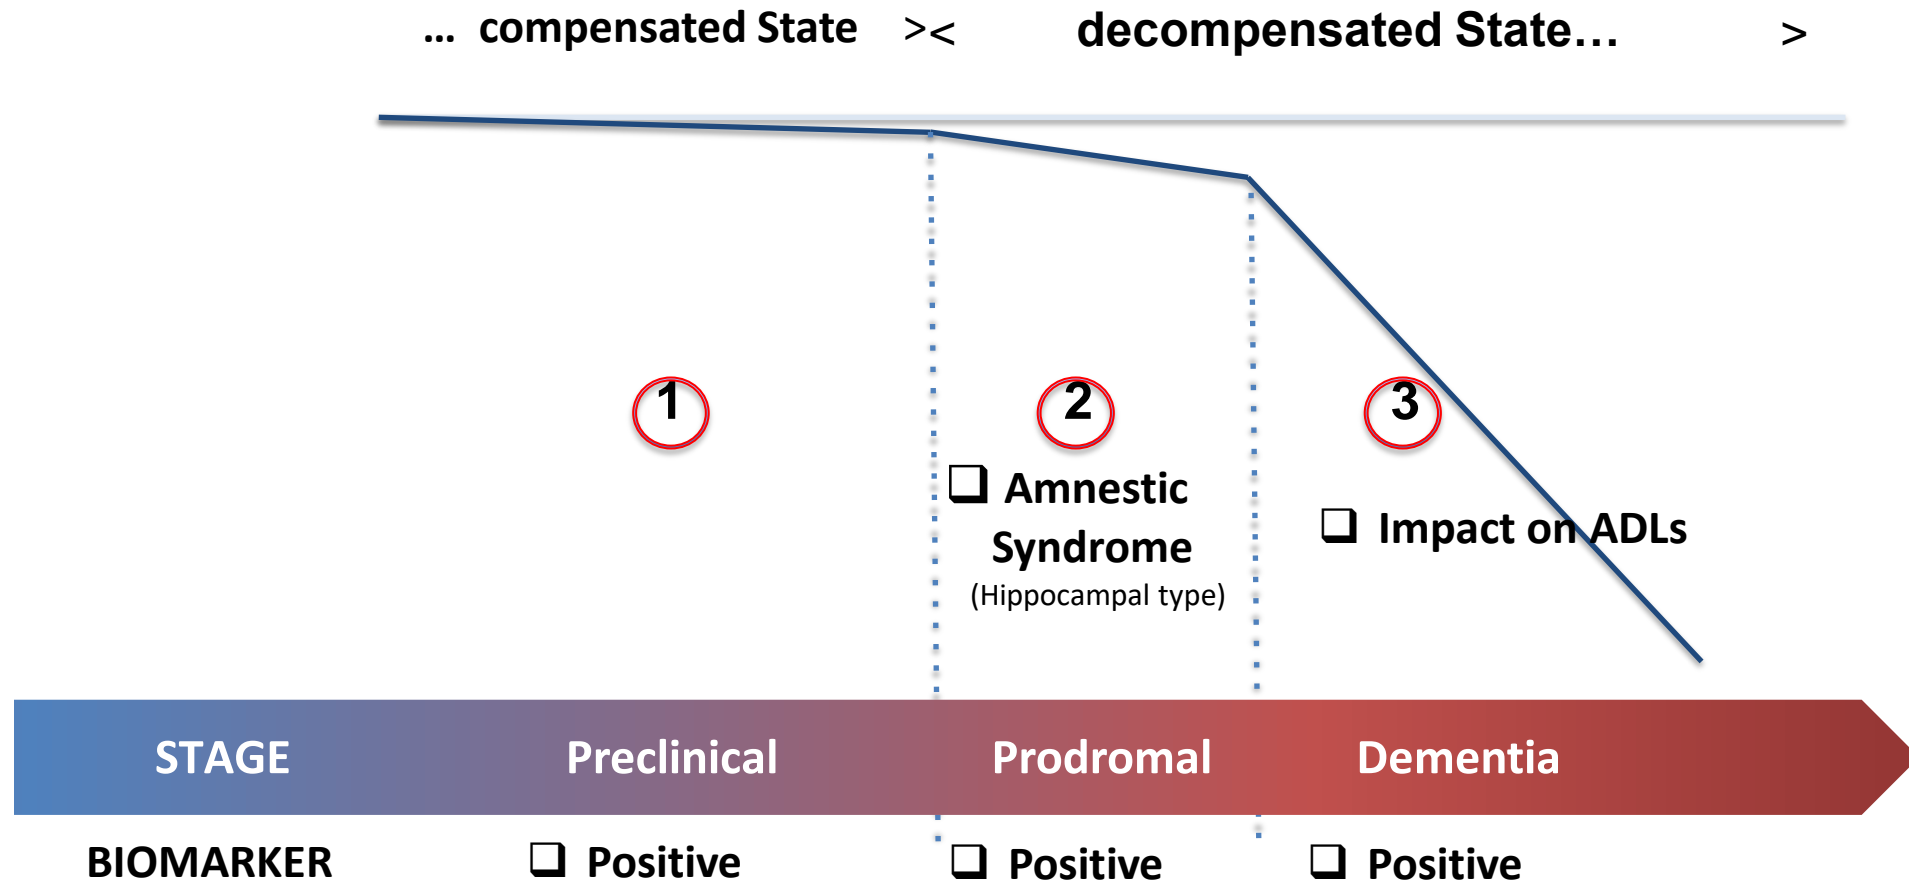 ... compensated State >< decompensated State... >
1 2 3
❑ Amnestic
Syndrome
(Hippocampal type)
❑ Impact on ADLs
STAGE Preclinical Prodromal Dementia
BIOMARKER ❑ Positive ❑ Positive ❑ Positive